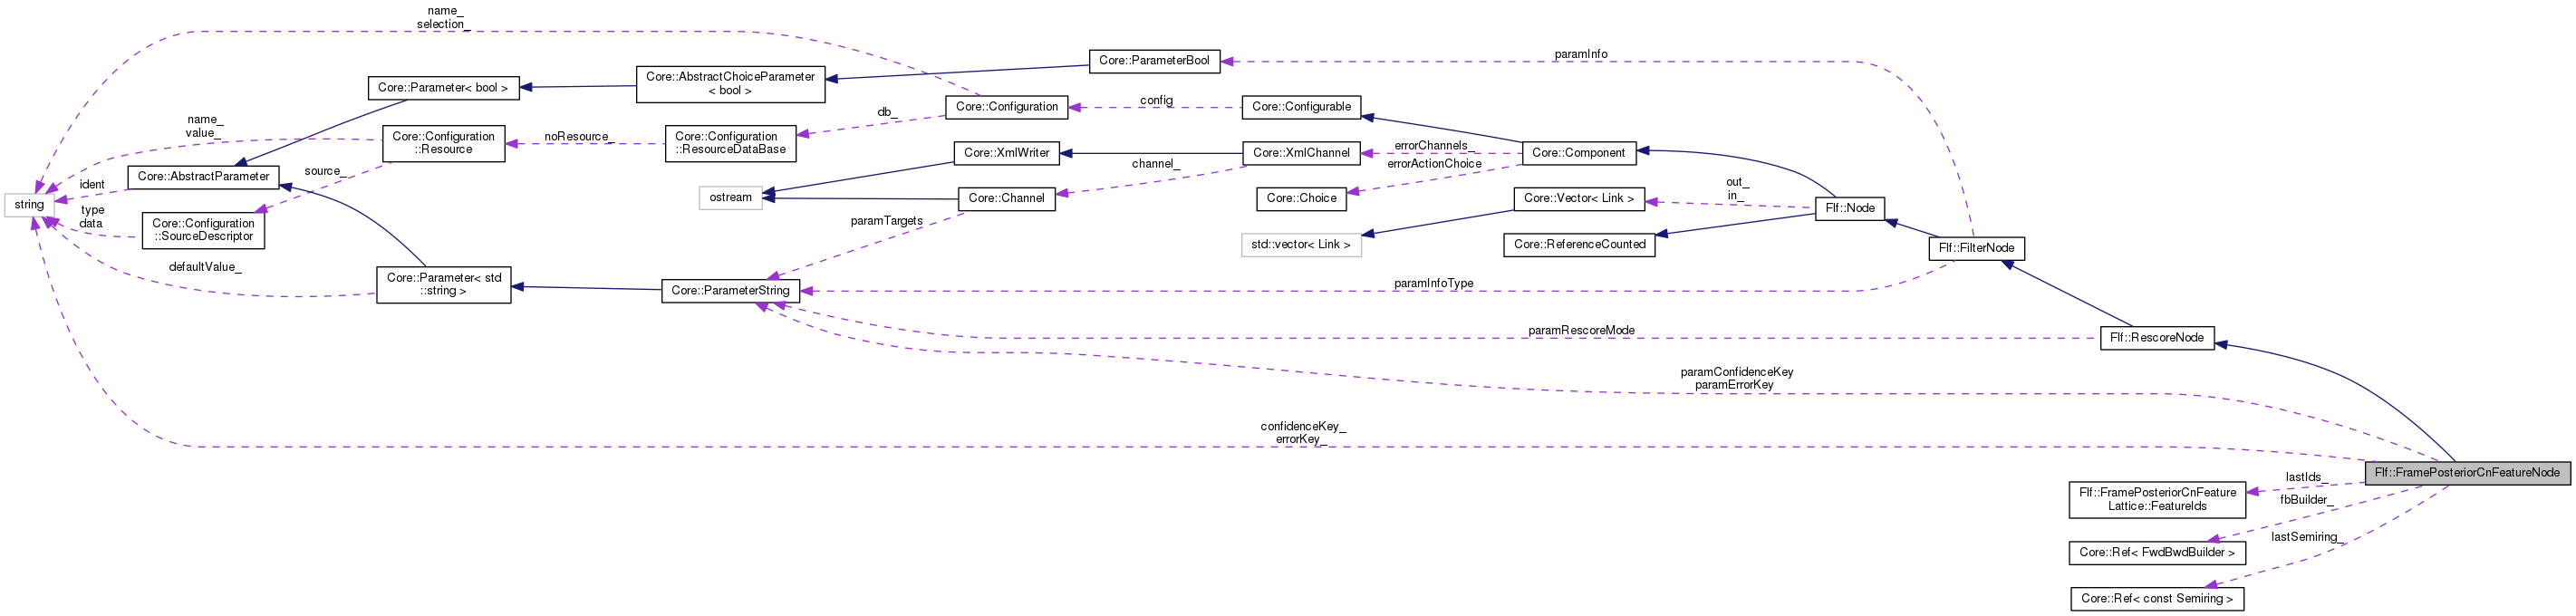 name_
selection_
Core::ParameterBool
paramInfo
Core::AbstractChoiceParameter
< bool >
Core::Parameter< bool >
db_
Core::Configuration
config
Core::Configurable
name_
value_
Core::Configuration
::Resource
noResource_
Core::Configuration
::ResourceDataBase
Core::XmlWriter
Core::XmlChannel
errorChannels_
errorActionChoice
Core::Component
channel_
Core::AbstractParameter
source_
ident
string
type
data
Core::Configuration
::SourceDescriptor
ostream
Core::Channel
Core::Choice
Core::Vector< Link >
out_
in_
Flf::Node
paramTargets
std::vector< Link >
Core::ReferenceCounted
Flf::FilterNode
defaultValue_
Core::Parameter< std
::string >
Core::ParameterString
paramInfoType
paramRescoreMode
Flf::RescoreNode
paramConfidenceKey
paramErrorKey
confidenceKey_
errorKey_
Flf::FramePosteriorCnFeatureNode
lastIds_
Flf::FramePosteriorCnFeature
Lattice::FeatureIds
fbBuilder_
Core::Ref< FwdBwdBuilder >
lastSemiring_
Core::Ref< const Semiring >